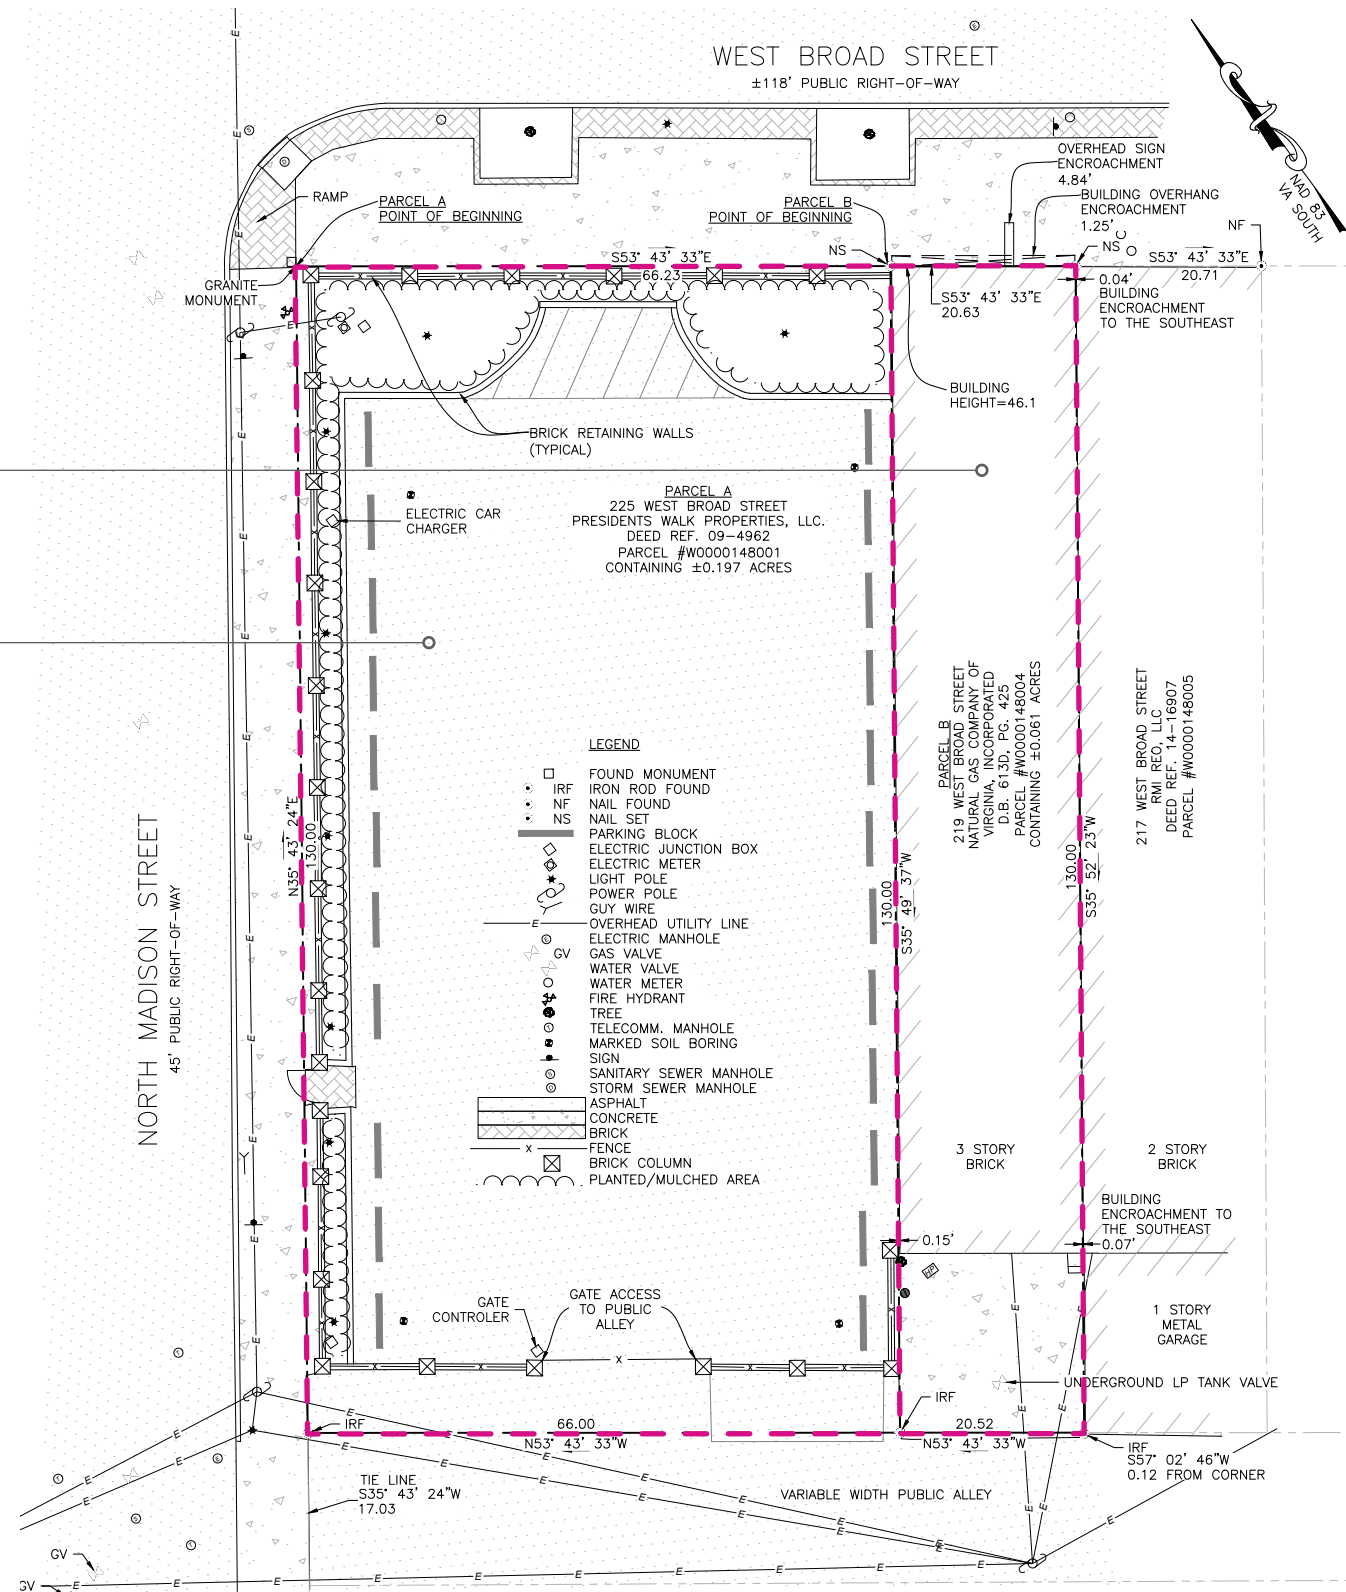 WEST BROAD STREET
±118' PUBLIC RIGHT-OF-WAY
NAD 83
VA SOUTH
OVERHEAD SIGN
ENCROACHMENT
4.84'
BUILDING OVERHANG
ENCROACHMENT
1.25'
RAMP
PARCEL A
POINT OF BEGINNING
PARCEL B
POINT OF BEGINNING
NF
NS
NS
S53° 43' 33"E
66.23
S53° 43' 33"E
20.71
GRANITE
MONUMENT
S53° 43' 33"E
20.63
0.04'
BUILDING
ENCROACHMENT
TO THE SOUTHEAST
BUILDING
HEIGHT=46.1
BRICK RETAINING WALLS
(TYPICAL)
ELECTRIC CAR
CHARGER
PARCEL A
225 WEST BROAD STREET
PRESIDENTS WALK PROPERTIES, LLC.
DEED REF. 09-4962
PARCEL #W0000148001
CONTAINING ±0.197 ACRES
PARCEL B
219 WEST BROAD STREET
NATURAL GAS COMPANY OF
VIRGINIA, INCORPORATED
D.B. 613D, PG. 425
PARCEL #W0000148004
CONTAINING ±0.061 ACRES
217 WEST BROAD STREET
RMI REO, LLC
DEED REF. 14-16907
PARCEL #W0000148005
NORTH MADISON STREET
45' PUBLIC RIGHT-OF-WAY
N35° 43' 24"E
130.00
130.00
S35° 49' 37"W
130.00
S35° 52' 23"W
LEGEND
FOUND MONUMENT
IRF IRON ROD FOUND
NF NAIL FOUND
NS NAIL SET
PARKING BLOCK
ELECTRIC JUNCTION BOX
ELECTRIC METER
LIGHT POLE
POWER POLE
GUY WIRE
E OVERHEAD UTILITY LINE
ELECTRIC MANHOLE
GV GAS VALVE
WATER VALVE
WATER METER
FIRE HYDRANT
TREE
TELECOMM. MANHOLE
MARKED SOIL BORING
SIGN
SANITARY SEWER MANHOLE
STORM SEWER MANHOLE
ASPHALT
CONCRETE
BRICK
X FENCE
BRICK COLUMN
PLANTED/MULCHED AREA
3 STORY
BRICK
2 STORY
BRICK
BUILDING
ENCROACHMENT TO
THE SOUTHEAST
0.15'
0.07'
HP
GATE
CONTROLER
GATE ACCESS
TO PUBLIC
ALLEY
1 STORY
METAL
GARAGE
UNDERGROUND LP TANK VALVE
IRF
IRF
66.00
N53° 43' 33"W
20.52
N53° 43' 33"W
IRF
S57° 02' 46"W
0.12 FROM CORNER
TIE LINE
S35° 43' 24"W
17.03
VARIABLE WIDTH PUBLIC ALLEY
GV
GV